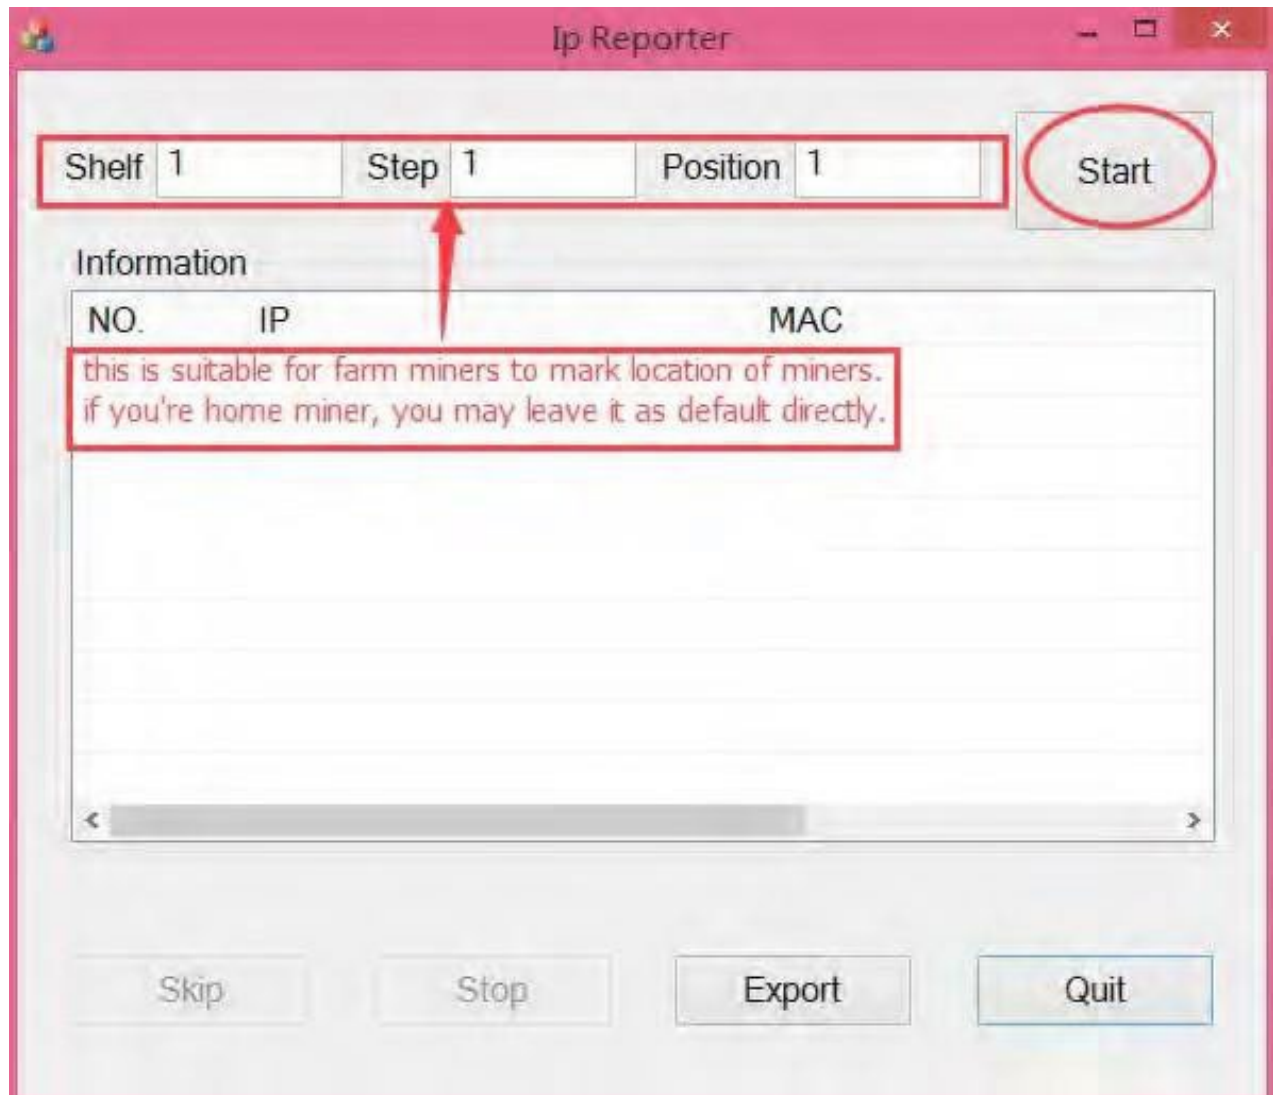 Ip Reporter
Shelf 1 Step 1 Position 1 Start
Information
NO. IP MAC
this is suitable for farm miners to mark location of miners.
if you're home miner, you may leave it as default directly.
Skip Stop Export Quit